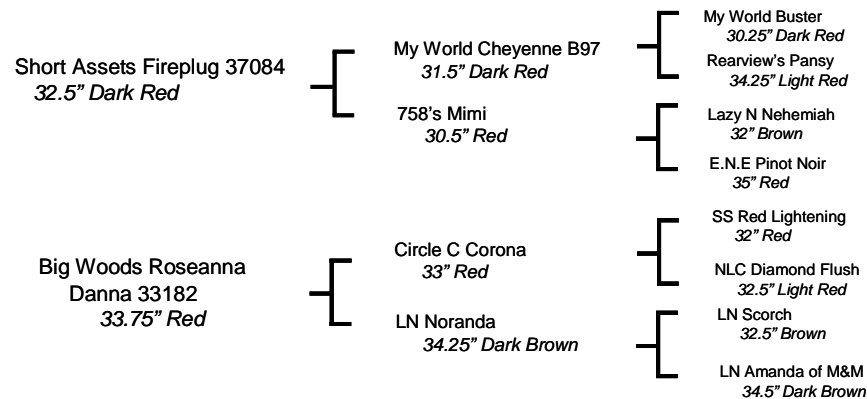 Short Assets Fireplug 37084
32.5” Dark Red
My World Cheyenne B97
31.5” Dark Red
758’s Mimi
30.5” Red
My World Buster
30.25” Dark Red
Rearview’s Pansy
34.25” Light Red
Lazy N Nehemiah
32” Brown
E.N.E Pinot Noir
35” Red
Big Woods Roseanna
Danna 33182
33.75” Red
Circle C Corona
33” Red
LN Noranda
34.25” Dark Brown
SS Red Lightening
32” Red
NLC Diamond Flush
32.5” Light Red
LN Scorch
32.5” Brown
LN Amanda of M&M
34.5” Dark Brown